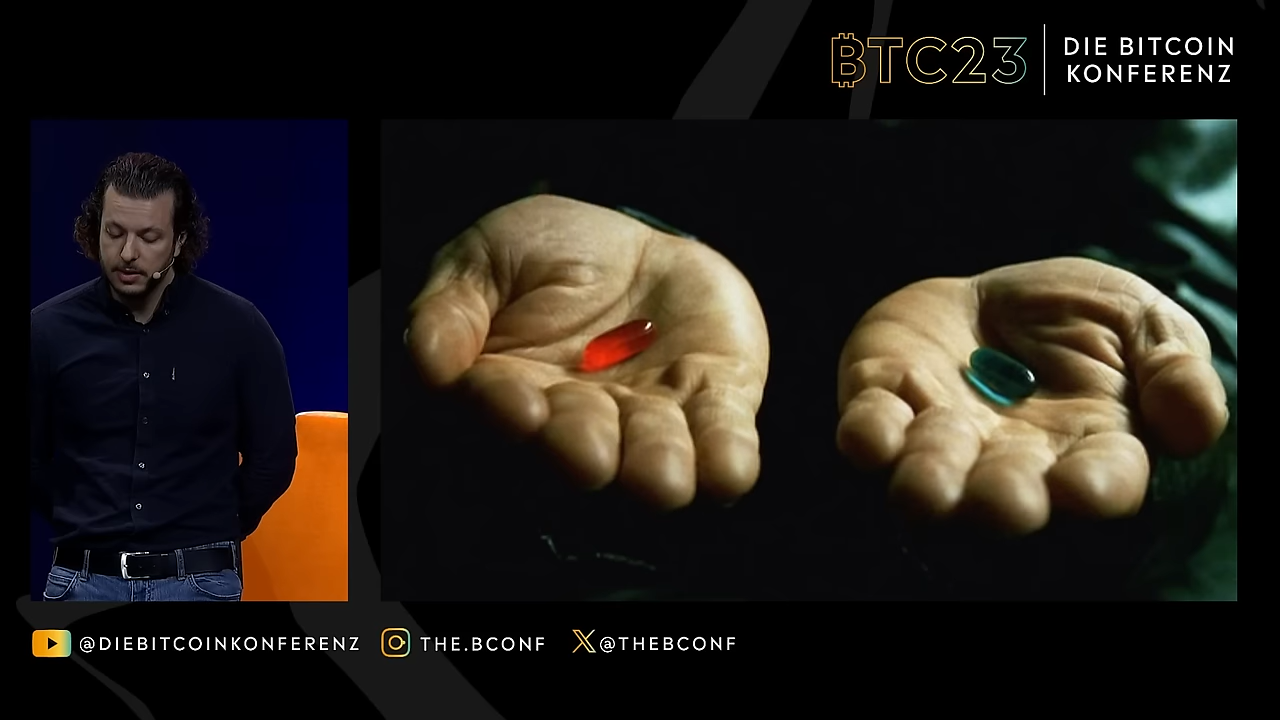 BTC23
DIE BITCOIN
KONFERENZ
@DIEBITCOINKONFERENZ
THE.BCONF
@THEBCONF